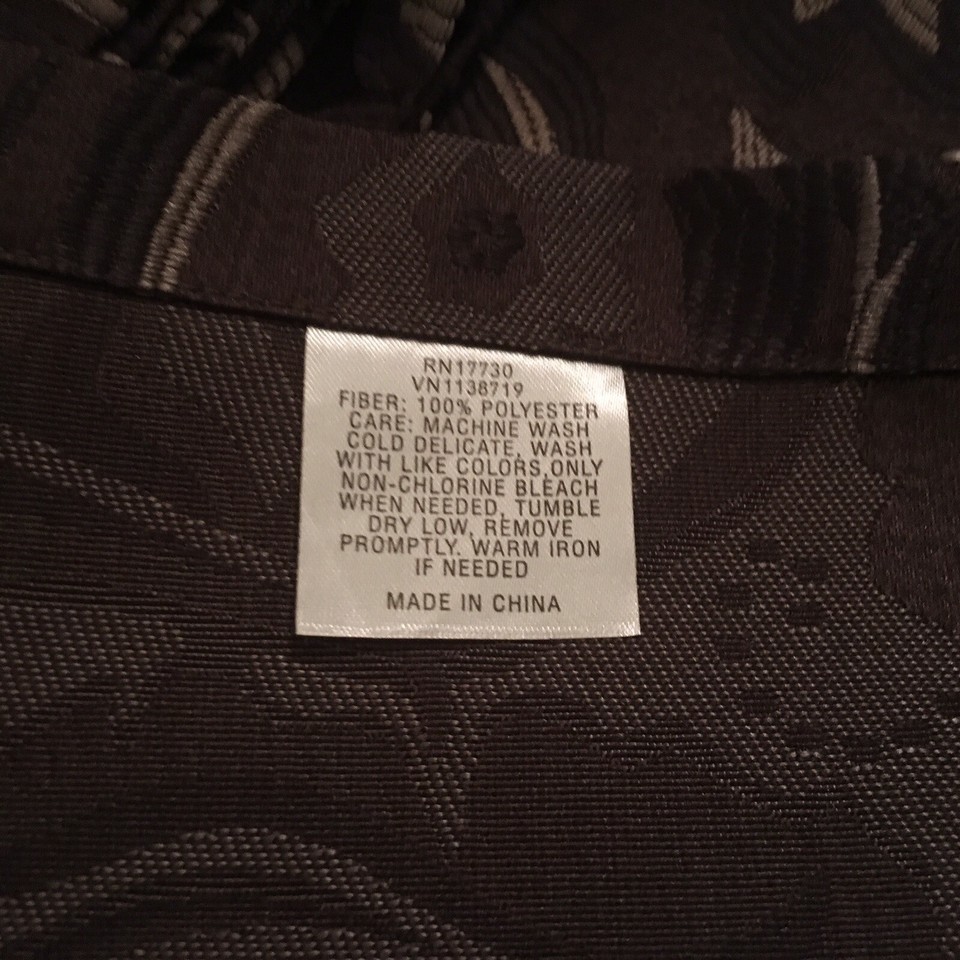 RN17730
VN1138719
FIBER: 100% POLYESTER
CARE: MACHINE WASH
COLD DELICATE, WASH
WITH LIKE COLORS,ONLY
NON-CHLORINE BLEACH
WHEN NEEDED, TUMBLE
DRY LOW, REMOVE
PROMPTLY. WARM IRON
IF NEEDED
MADE IN CHINA